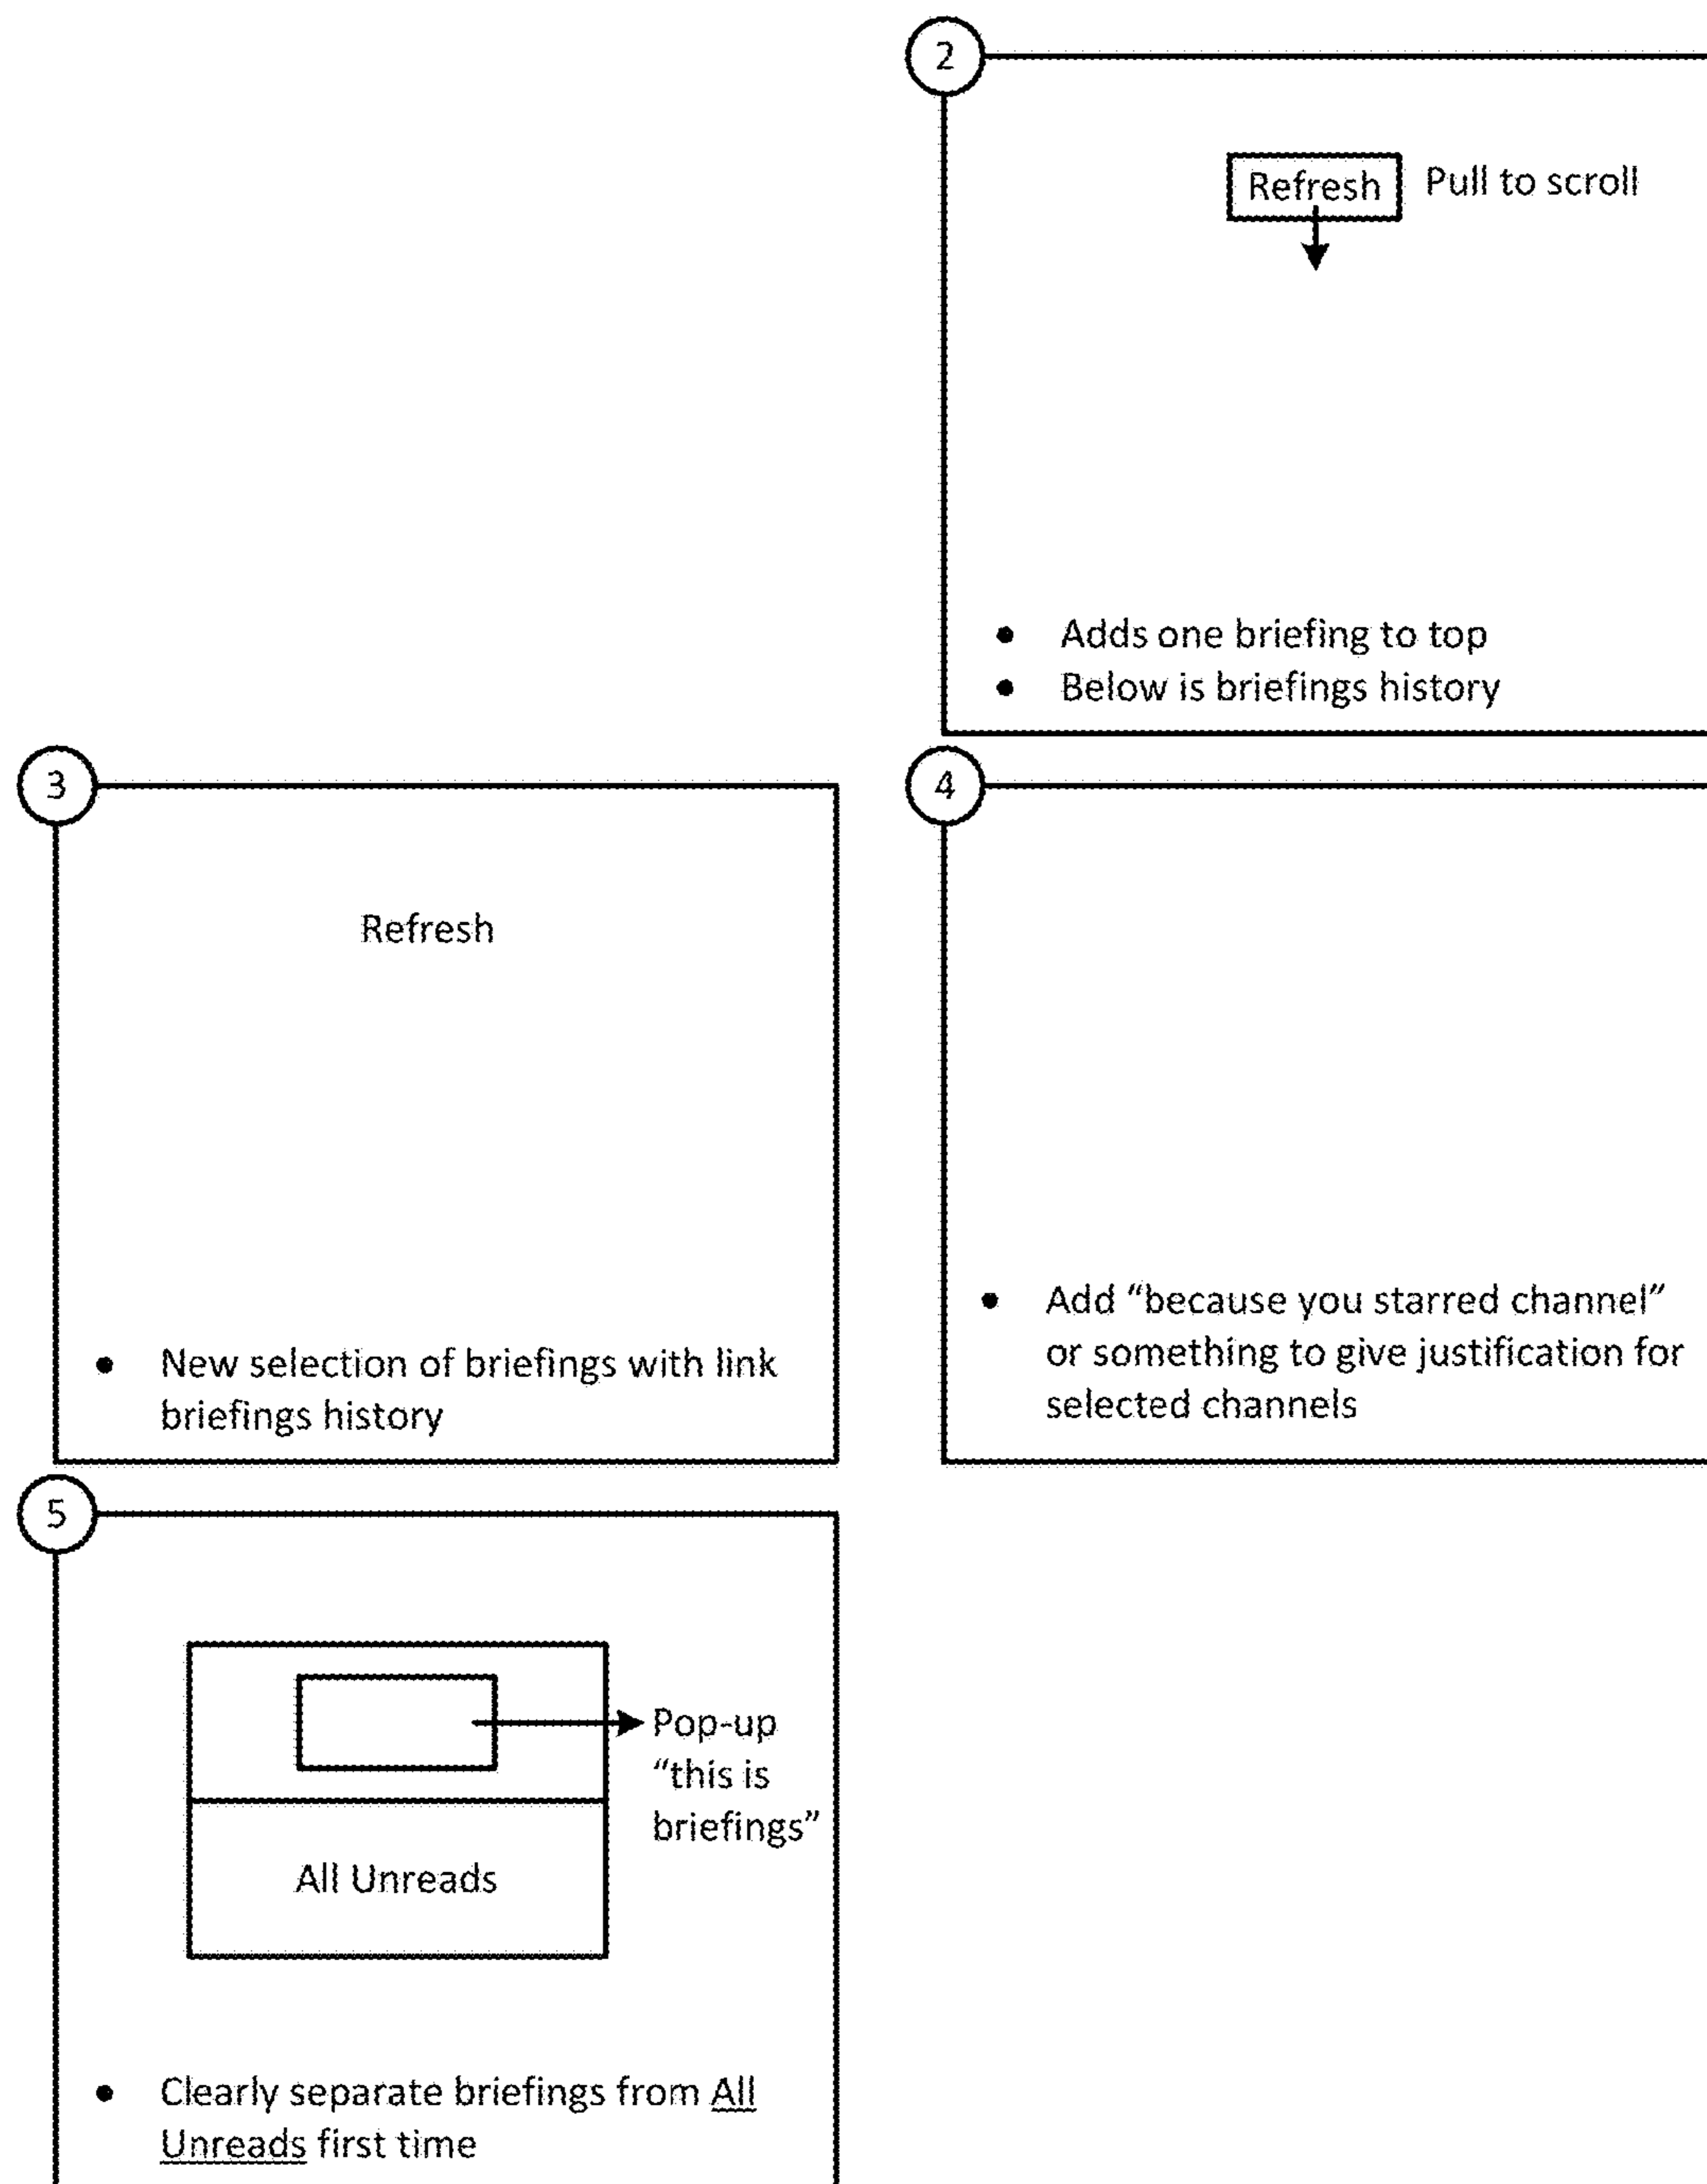 2
Refresh Pull to scroll
• Adds one briefing to top
• Below is briefings history
3
Refresh
• New selection of briefings with link
briefings history
4
• Add “because you starred channel”
or something to give justification for
selected channels
5
Pop-up
“this is
briefings”
All Unreads
• Clearly separate briefings from All
Unreads first time